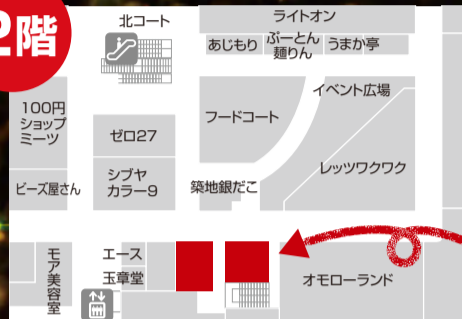 2階
北コート
ライトオン
あじもり
ぷーとん
麺りん
うまか亭
イベント広場
100円
ショップ
ミーツ
ゼロ27
フードコート
レッツワクワク
ビーズ屋さん
シブヤ
カラー9
築地銀だこ
モア美容室
エース
玉章堂
オモローランド